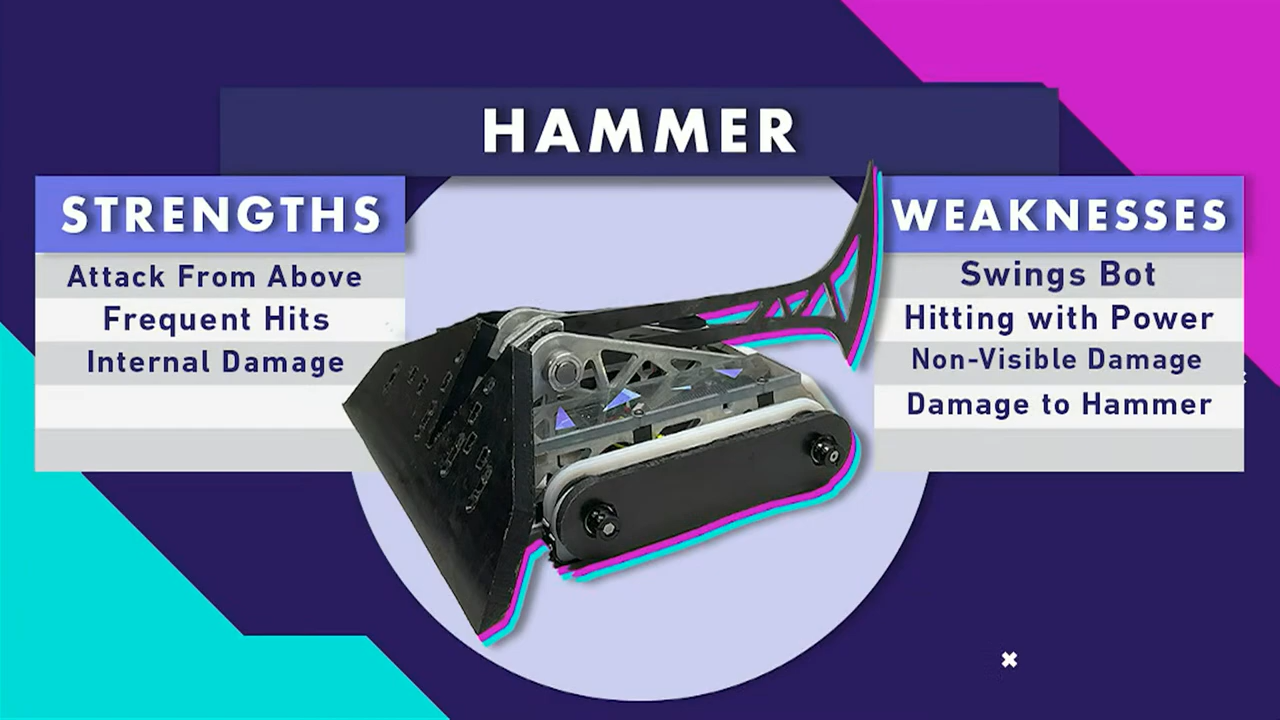 HAMMER
STRENGTHS
Attack From Above
Frequent Hits
Internal Damage
WEAKNESSES
Swings Bot
Hitting with Power
Non-Visible Damage
Damage to Hammer